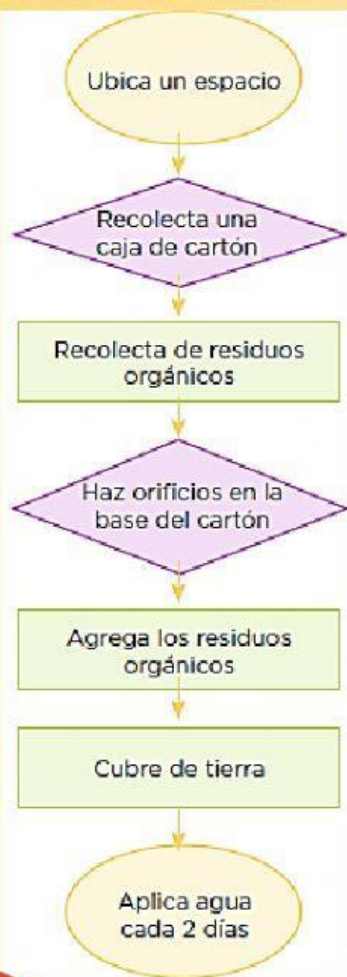 Ubica un espacio
Recolecta una
caja de cartón
Recolecta de residuos
orgánicos
Haz orificios en la
base del cartón
Agrega los residuos
orgánicos
Cubre de tierra
Aplica agua
cada 2 días